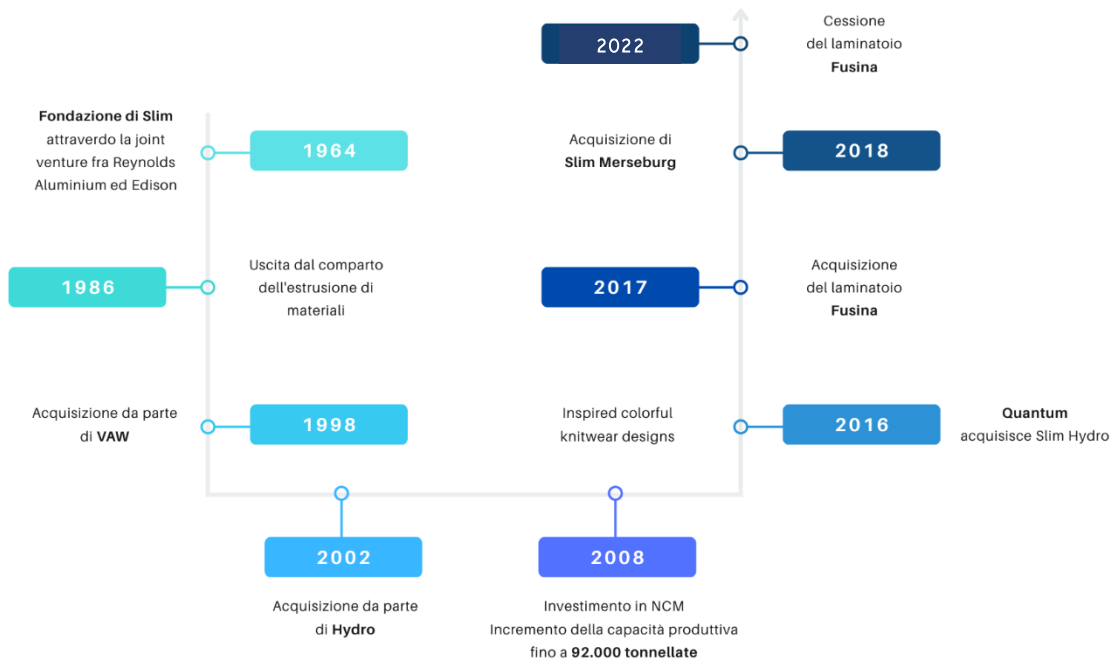 Fondazione di Slim
attraverdo la joint
venture fra Reynolds
Aluminium ed Edison
1964
1986
Uscita dal comparto
dell'estrusione di
materiali
Acquisizione da parte
di VAW
1998
2002
Acquisizione da parte
di Hydro
2008
Investimento in NCM
Incremento della capacità produttiva
fino a 92.000 tonnellate
Inspired colorful
knitwear designs
2016
Quantum
acquisisce Slim Hydro
2017
Acquisizione
del laminatoio
Fusina
Acquisizione di
Slim Merseburg
2018
2022
Cessione
del laminatoio
Fusina